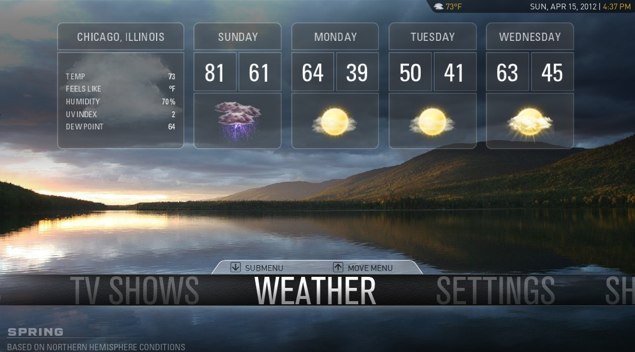 73°F
SUN, APR 15, 2012 | 4:37 PM
CHICAGO, ILLINOIS
TEMP 73
FEELS LIKE °F
HUMIDITY 70%
UV INDEX 2
DEW POINT 64
SUNDAY
81 61
MONDAY
64 39
TUESDAY
50 41
WEDNESDAY
63 45
SUBMENU
MOVE MENU
TV SHOWS
WEATHER
SETTINGS
SH
SPRING
BASED ON NORTHERN HEMISPHERE CONDITIONS